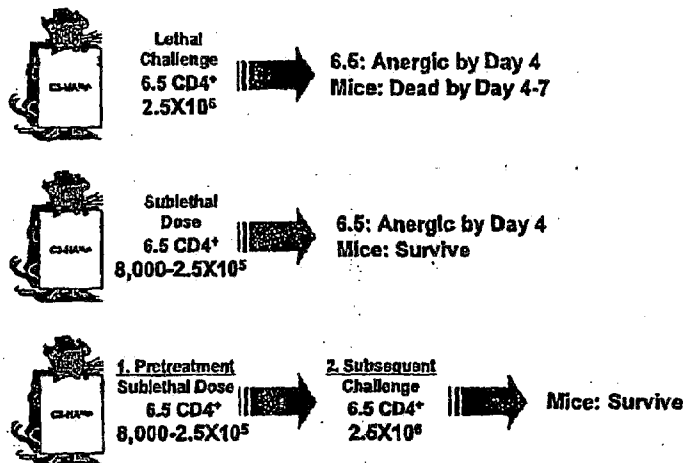 Lethal
Challenge
6.5 CD4⁺
2.5X10⁶
6.5: Anergic by Day 4
Mice: Dead by Day 4-7
Sublethal
Dose
6.5 CD4⁺
8,000-2.5X10⁵
6.5: Anergic by Day 4
Mice: Survive
1. Pretreatment
Sublethal Dose
6.5 CD4⁺
8,000-2.5X10⁵
2. Subsequent
Challenge
6.5 CD4⁺
2.5X10⁶
Mice: Survive